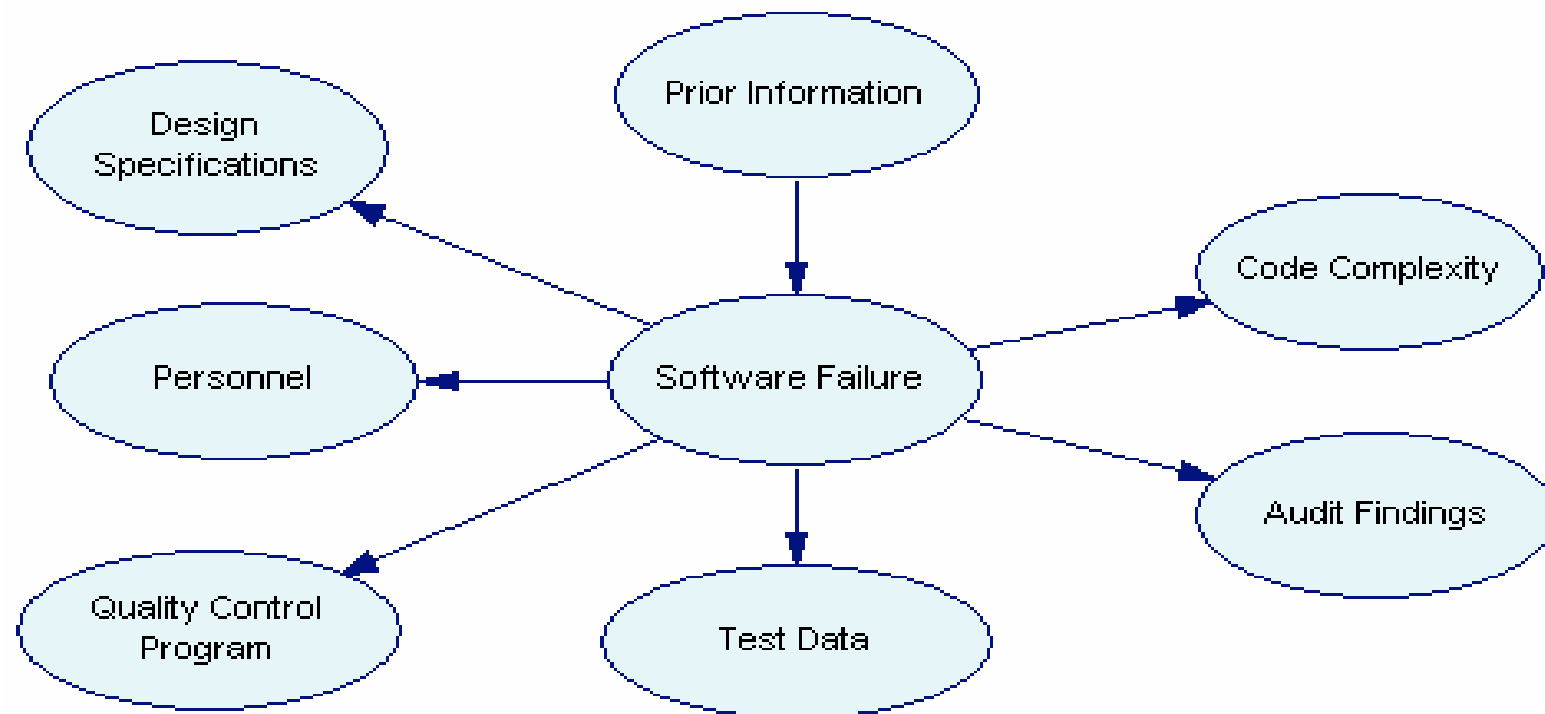 Prior Information
Design
Specifications
Code Complexity
Personnel
Software Failure
Audit Findings
Quality Control
Program
Test Data